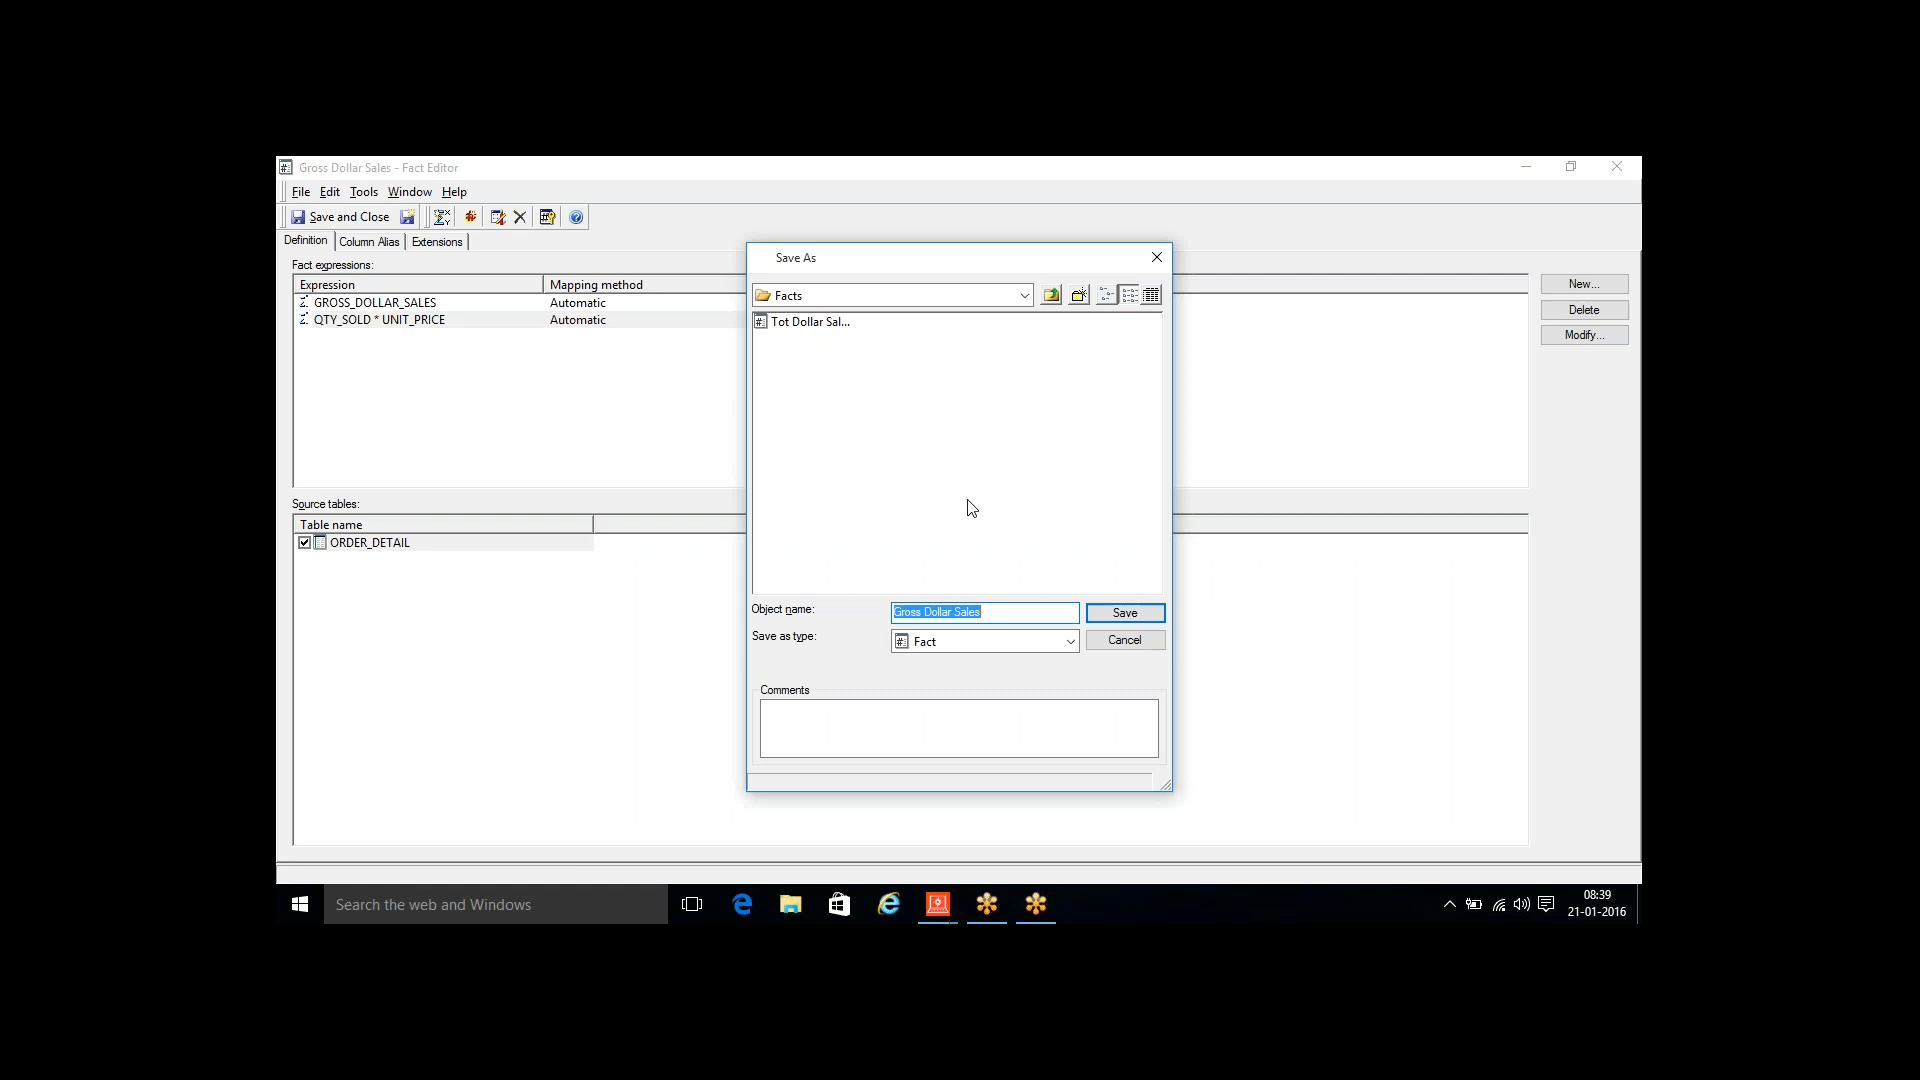 Gross Dollar Sales - Fact Editor
File Edit Tools Window Help
Save and Close
Definition Column Alias Extensions
Fact expressions:
Expression Mapping method
GROSS_DOLLAR_SALES Automatic
QTY_SOLD * UNIT_PRICE Automatic
New...
Delete
Modify...
Source tables:
Table name
ORDER_DETAIL
Save As
Facts
Tot Dollar Sal...
Object name: Gross Dollar Sales Save
Save as type: Fact Cancel
Comments
Search the web and Windows
08:39
21-01-2016